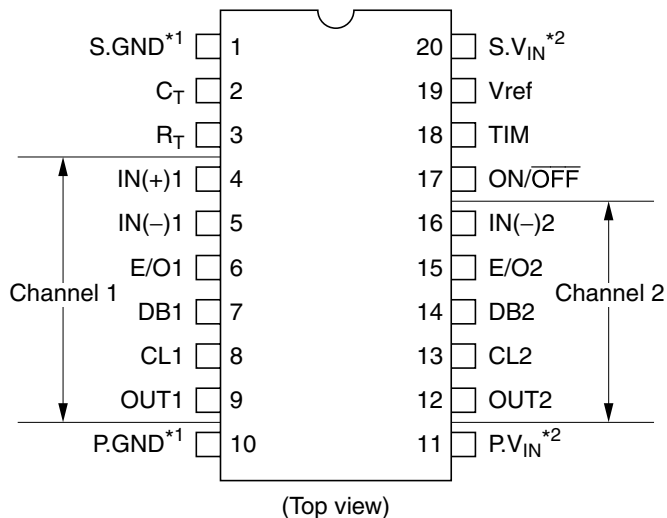 S.GND*1 1 20 S.VIN*2
CT 2 19 Vref
RT 3 18 TIM
IN(+)1 4 17 ON/OFF
IN(−)1 5 16 IN(−)2
E/O1 6 15 E/O2
Channel 1 Channel 2
DB1 7 14 DB2
CL1 8 13 CL2
OUT1 9 12 OUT2
P.GND*1 10 11 P.VIN*2
(Top view)